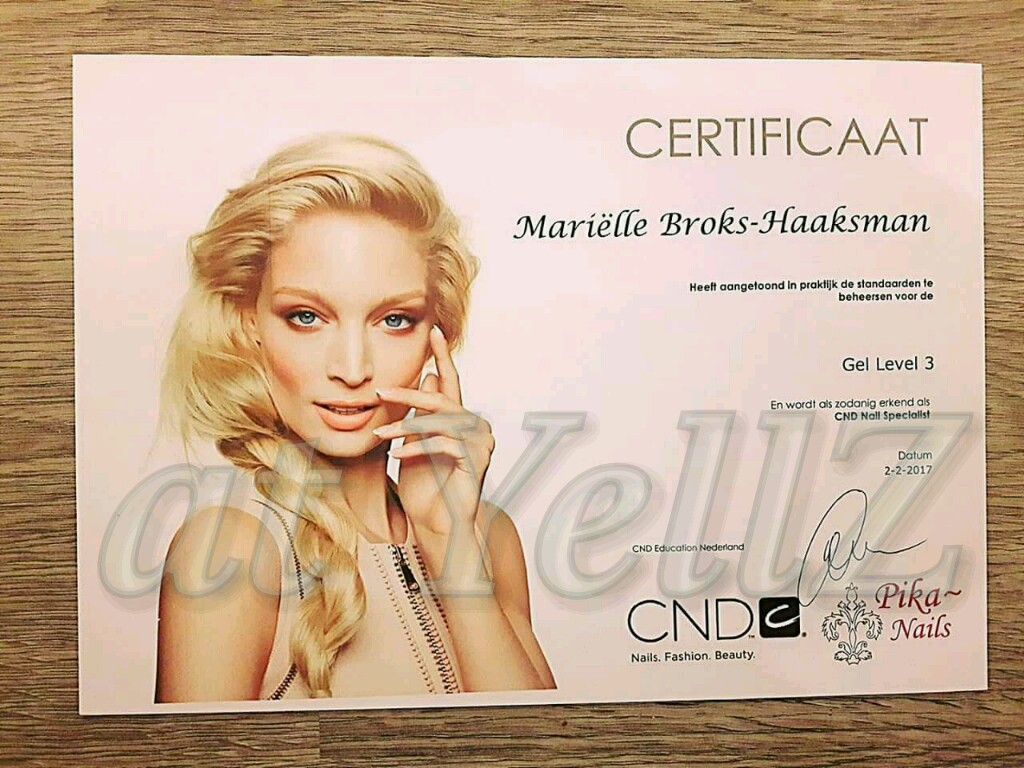 CERTIFICAAT
Mariëlle Broks-Haaksman
Heeft aangetoond in praktijk de standaarden te
beheersen voor de
Gel Level 3
En wordt als zodanig erkend als
CND Nail Specialist
Datum
2-2-2017
at YellZ
CND Education Nederland
CND
Nails. Fashion. Beauty.
Pika~
Nails